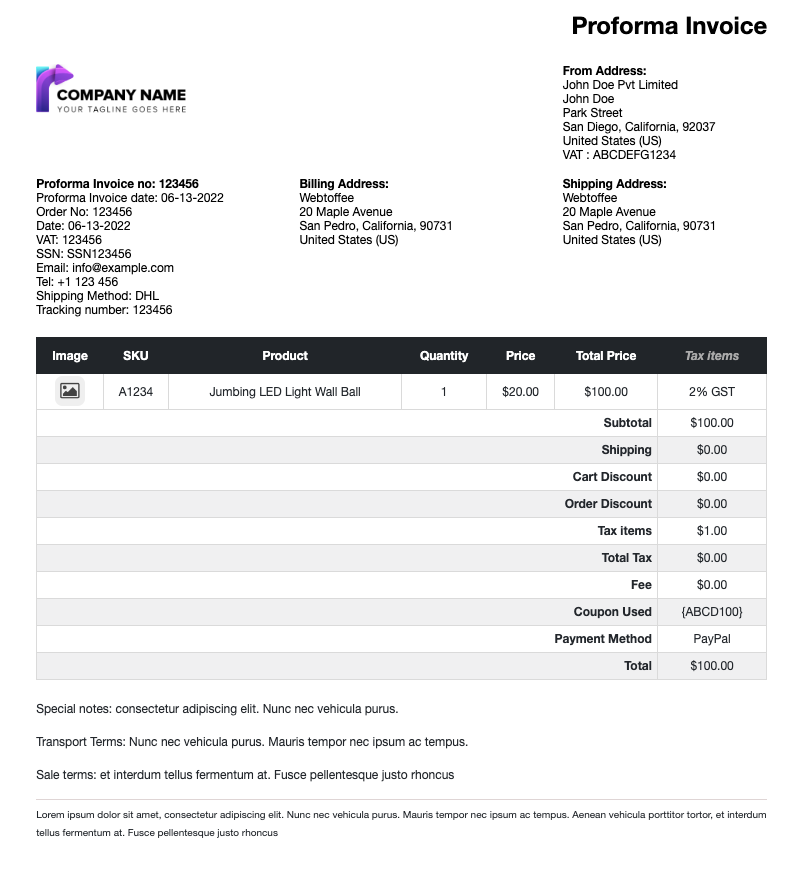 Proforma Invoice
COMPANY NAME
YOUR TAGLINE GOES HERE
From Address:
John Doe Pvt Limited
John Doe
Park Street
San Diego, California, 92037
United States (US)
VAT : ABCDEFG1234
Proforma Invoice no: 123456
Proforma Invoice date: 06-13-2022
Order No: 123456
Date: 06-13-2022
VAT: 123456
SSN: SSN123456
Email: info@example.com
Tel: +1 123 456
Shipping Method: DHL
Tracking number: 123456
Billing Address:
Webtoffee
20 Maple Avenue
San Pedro, California, 90731
United States (US)
Shipping Address:
Webtoffee
20 Maple Avenue
San Pedro, California, 90731
United States (US)
Image SKU Product Quantity Price Total Price Tax items
A1234 Jumbing LED Light Wall Ball 1 $20.00 $100.00 2% GST
Subtotal $100.00
Shipping $0.00
Cart Discount $0.00
Order Discount $0.00
Tax items $1.00
Total Tax $0.00
Fee $0.00
Coupon Used {ABCD100}
Payment Method PayPal
Total $100.00
Special notes: consectetur adipiscing elit. Nunc nec vehicula purus.
Transport Terms: Nunc nec vehicula purus. Mauris tempor nec ipsum ac tempus.
Sale terms: et interdum tellus fermentum at. Fusce pellentesque justo rhoncus
Lorem ipsum dolor sit amet, consectetur adipiscing elit. Nunc nec vehicula purus. Mauris tempor nec ipsum ac tempus. Aenean vehicula porttitor tortor, et interdum
tellus fermentum at. Fusce pellentesque justo rhoncus